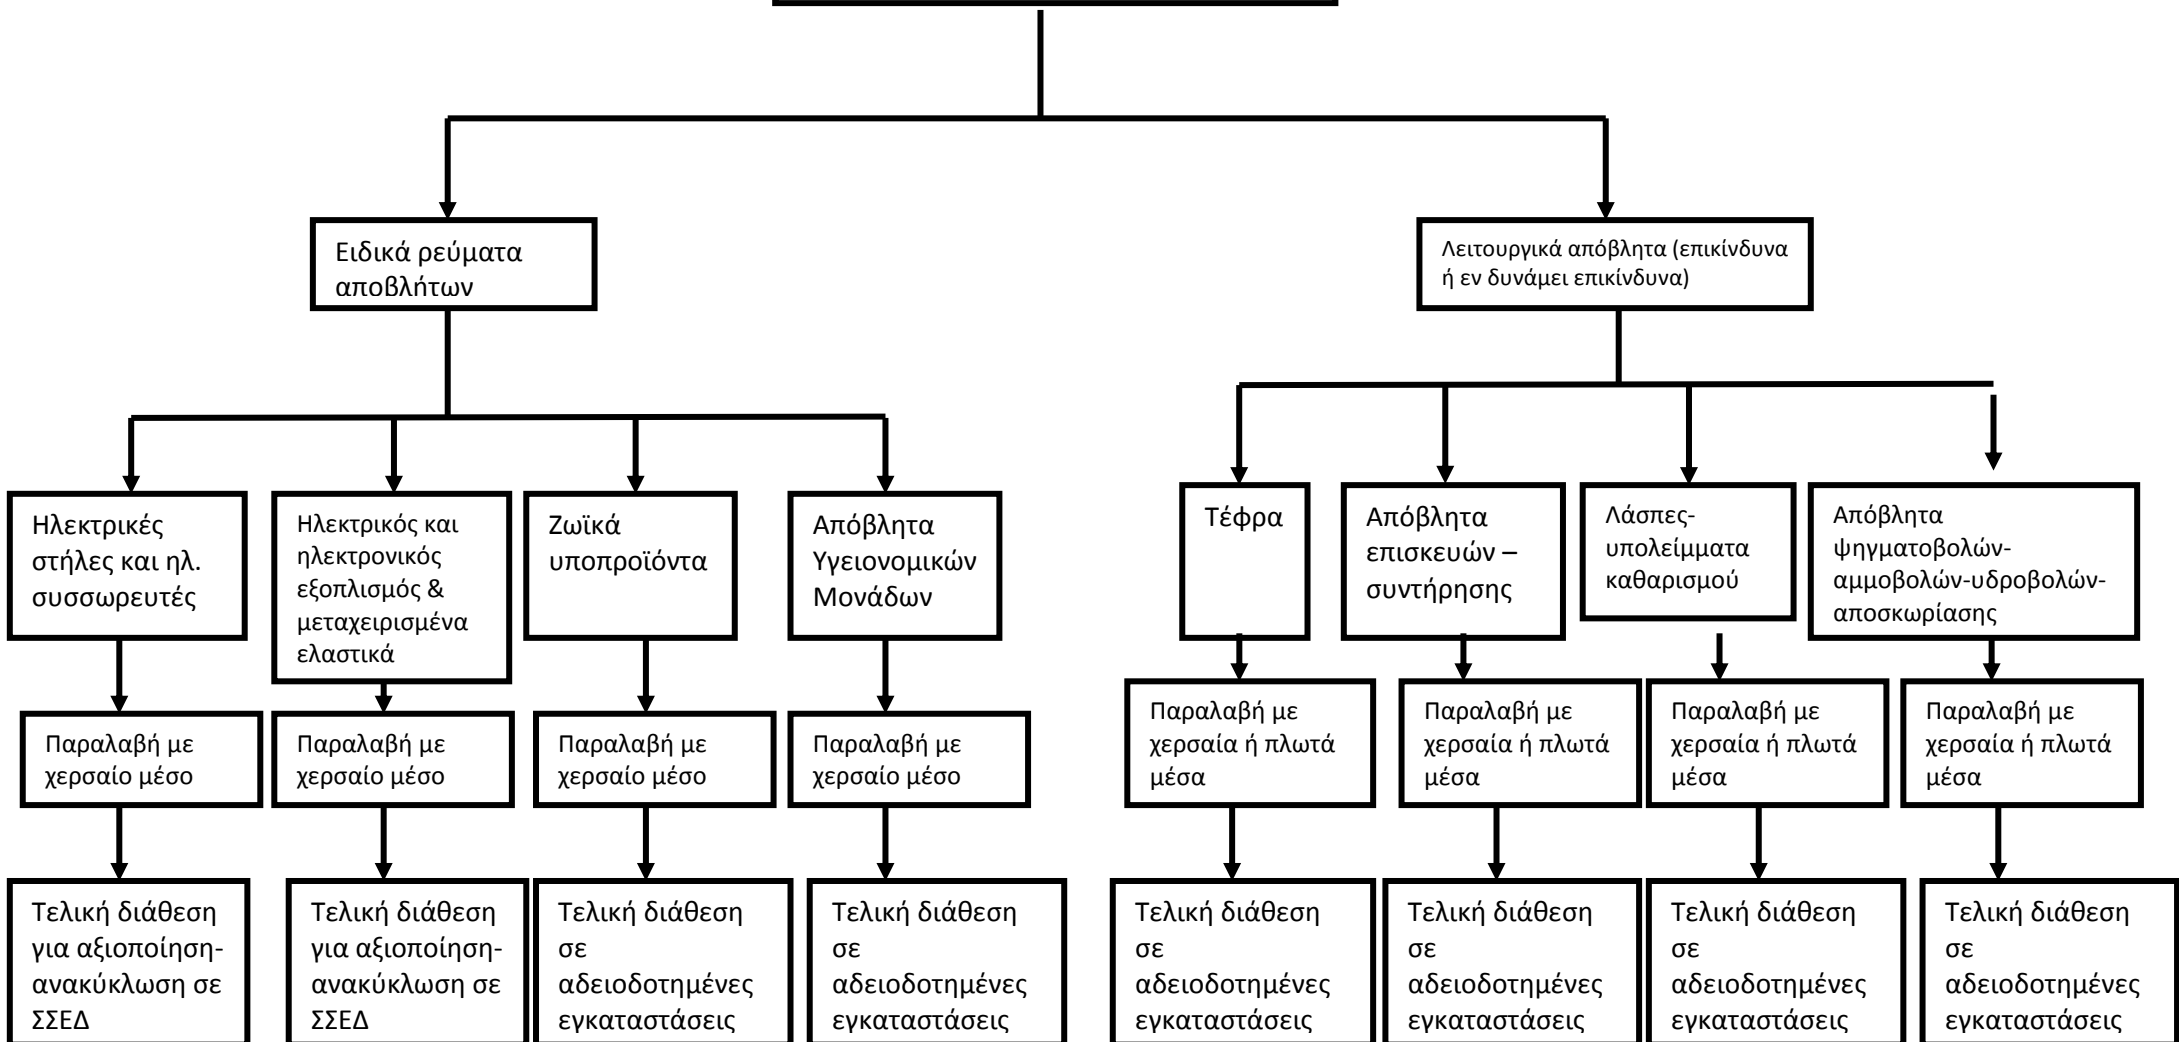 Ειδικά ρεύματα
αποβλήτων
Λειτουργικά απόβλητα (επικίνδυνα
ή εν δυνάμει επικίνδυνα)
Ηλεκτρικές
στήλες και ηλ.
συσσωρευτές
Ηλεκτρικός και
ηλεκτρονικός
εξοπλισμός &
μεταχειρισμένα
ελαστικά
Ζωϊκά
υποπροϊόντα
Απόβλητα
Υγειονομικών
Μονάδων
Τέφρα
Απόβλητα
επισκευών –
συντήρησης
Λάσπες-
υπολείμματα
καθαρισμού
Απόβλητα
ψηγματοβολών-
αμμοβολών-υδροβολών-
αποσκωρίασης
Παραλαβή με
χερσαίο μέσο
Παραλαβή με
χερσαίο μέσο
Παραλαβή με
χερσαίο μέσο
Παραλαβή με
χερσαίο μέσο
Παραλαβή με
χερσαία ή πλωτά
μέσα
Παραλαβή με
χερσαία ή πλωτά
μέσα
Παραλαβή με
χερσαία ή πλωτά
μέσα
Παραλαβή με
χερσαία ή πλωτά
μέσα
Τελική διάθεση
για αξιοποίηση-
ανακύκλωση σε
ΣΣΕΔ
Τελική διάθεση
για αξιοποίηση-
ανακύκλωση σε
ΣΣΕΔ
Τελική διάθεση
σε
αδειοδοτημένες
εγκαταστάσεις
Τελική διάθεση
σε
αδειοδοτημένες
εγκαταστάσεις
Τελική διάθεση
σε
αδειοδοτημένες
εγκαταστάσεις
Τελική διάθεση
σε
αδειοδοτημένες
εγκαταστάσεις
Τελική διάθεση
σε
αδειοδοτημένες
εγκαταστάσεις
Τελική διάθεση
σε
αδειοδοτημένες
εγκαταστάσεις